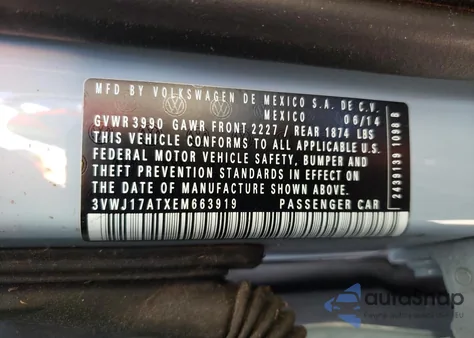 MFD BY VOLKSWAGEN DE MEXICO S.A. DE C.V.
MEXICO 06/14
GVWR 3990 GAWR FRONT 2227 / REAR 1874 LBS
THIS VEHICLE CONFORMS TO ALL APPLICABLE U.S.
FEDERAL MOTOR VEHICLE SAFETY, BUMPER AND
THEFT PREVENTION STANDARDS IN EFFECT ON
THE DATE OF MANUFACTURE SHOWN ABOVE.
3VWJ17ATXEM663919 PASSENGER CAR
2439139
autoSnap